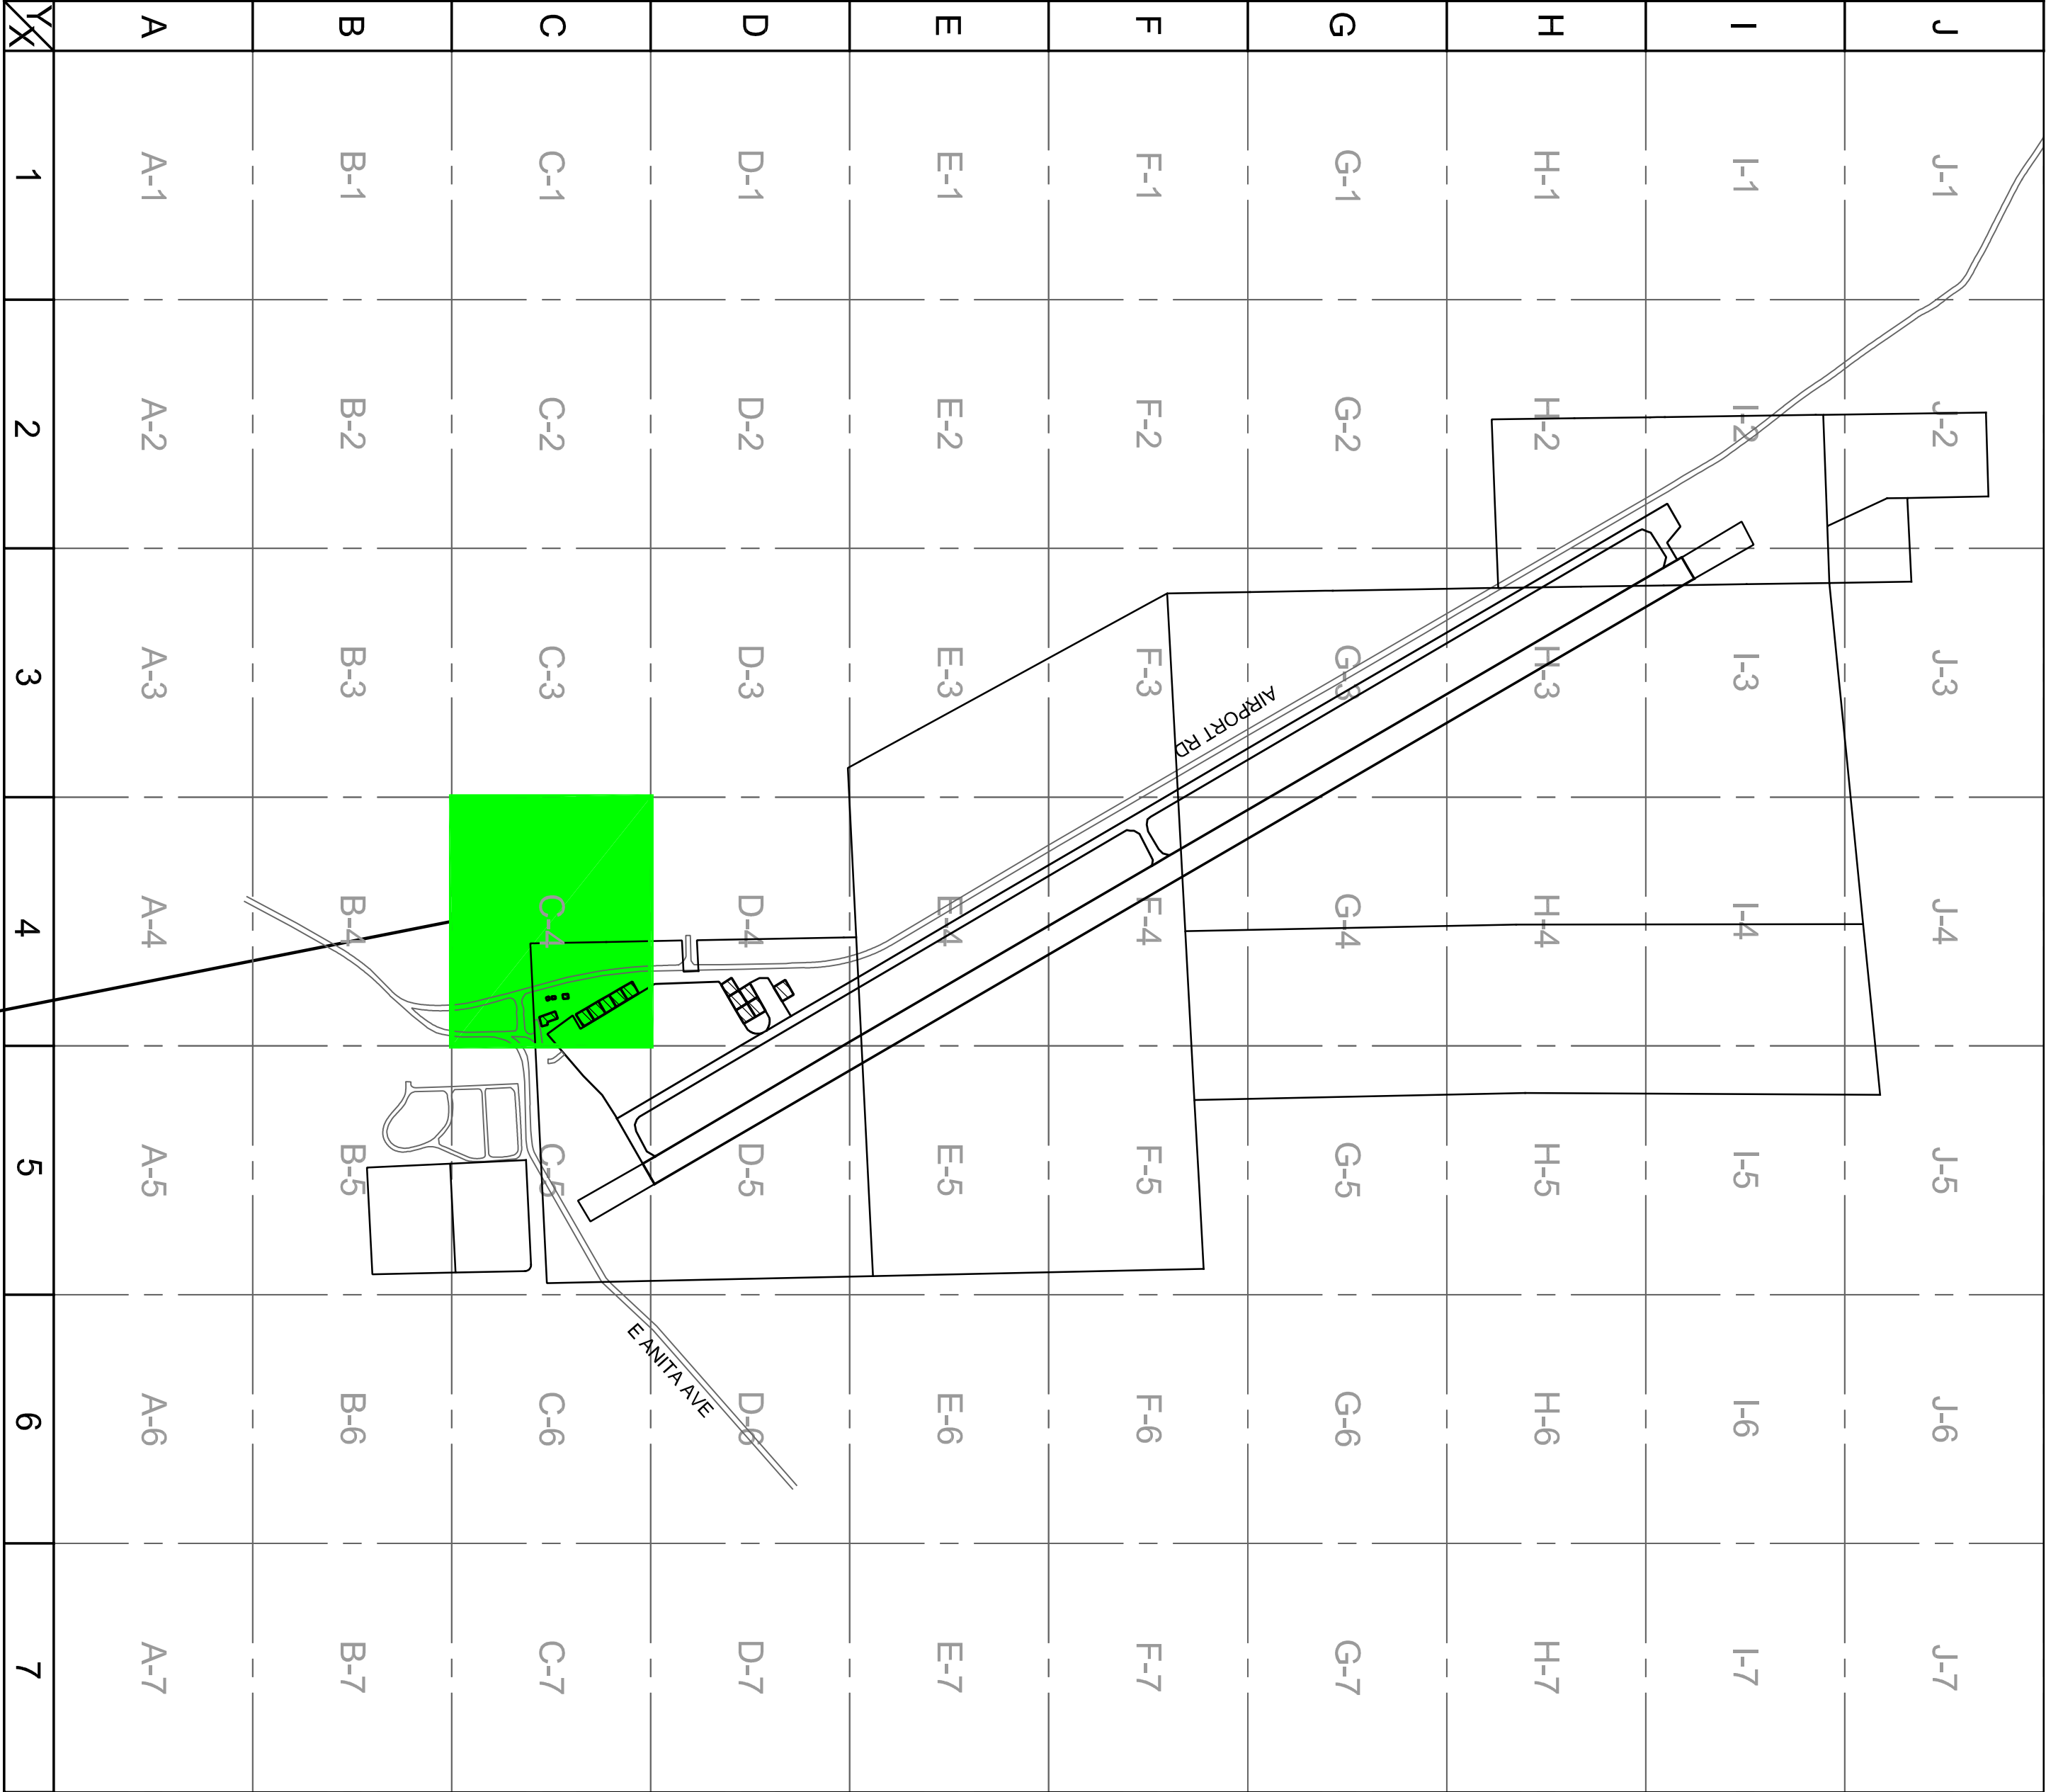 Y X A B C D E F G H I J
1 A-1 B-1 C-1 D-1 E-1 F-1 G-1 H-1 I-1 J-1
2 A-2 B-2 C-2 D-2 E-2 F-2 G-2 H-2 I-2 J-2
3 A-3 B-3 C-3 D-3 E-3 F-3 G-3 H-3 I-3 J-3
AIRPORT RD
4 A-4 B-4 C-4 D-4 E-4 F-4 G-4 H-4 I-4 J-4
5 A-5 B-5 C-5 D-5 E-5 F-5 G-5 H-5 I-5 J-5
E ANITA AVE
6 A-6 B-6 C-6 D-6 E-6 F-6 G-6 H-6 I-6 J-6
7 A-7 B-7 C-7 D-7 E-7 F-7 G-7 H-7 I-7 J-7